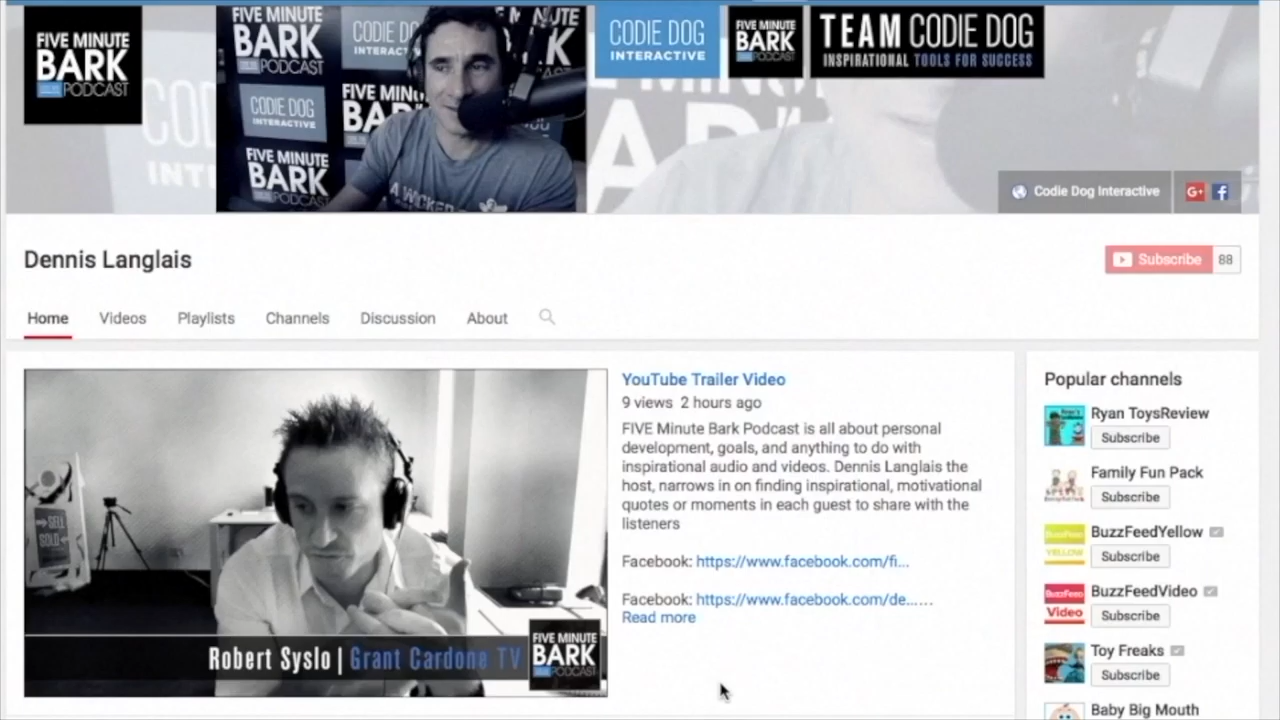 FIVE MINUTE
BARK
PODCAST
FIVE MINUTE
BARK
PODCAST
CODIE DOG
INTERACTIVE
FIVE MINUTE
BARK
PODCAST
CODIE DOG
INTERACTIVE
FIVE MINUTE
BARK
PODCAST
TEAM CODIE DOG
INSPIRATIONAL TOOLS FOR SUCCESS
Codie Dog Interactive
G+ f
Dennis Langlais
Subscribe 88
Home Videos Playlists Channels Discussion About
YouTube Trailer Video
9 views 2 hours ago
FIVE Minute Bark Podcast is all about personal
development, goals, and anything to do with
inspirational audio and videos. Dennis Langlais the
host, narrows in on finding inspirational, motivational
quotes or moments in each guest to share with the
listeners
Facebook: https://www.facebook.com/fi...
Facebook: https://www.facebook.com/de......
Read more
SELL
SOLD
Robert Syslo | Grant Cardone TV
FIVE MINUTE
BARK
PODCAST
Popular channels
Ryan ToysReview
Subscribe
Family Fun Pack
Subscribe
BuzzFeedYellow
Subscribe
BuzzFeed
YELLOW
BuzzFeedVideo
Subscribe
BuzzFeed
Video
Toy Freaks
Subscribe
Baby Big Mouth